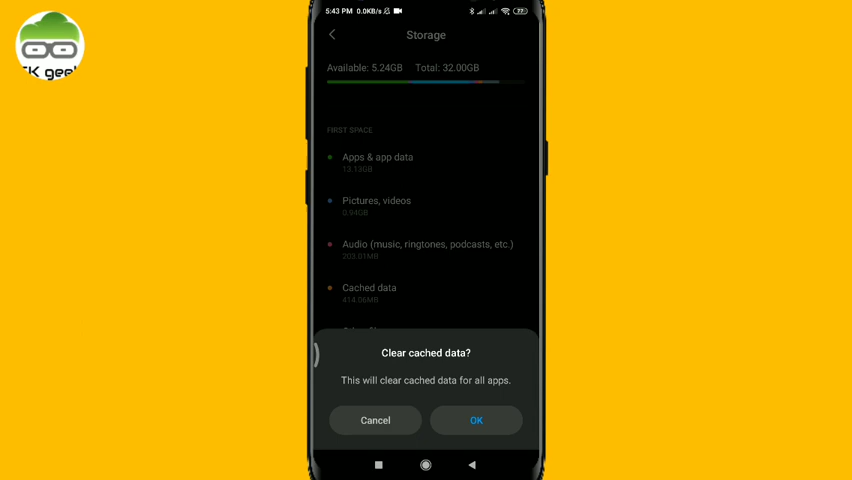 5:43 PM 0.0KB/s
77
Storage
Available: 5.24GB Total: 32.00GB
FIRST SPACE
Apps & app data
13.13GB
Pictures, videos
0.94GB
Audio (music, ringtones, podcasts, etc.)
203.01MB
Cached data
414.06MB
Clear cached data?
This will clear cached data for all apps.
Cancel OK